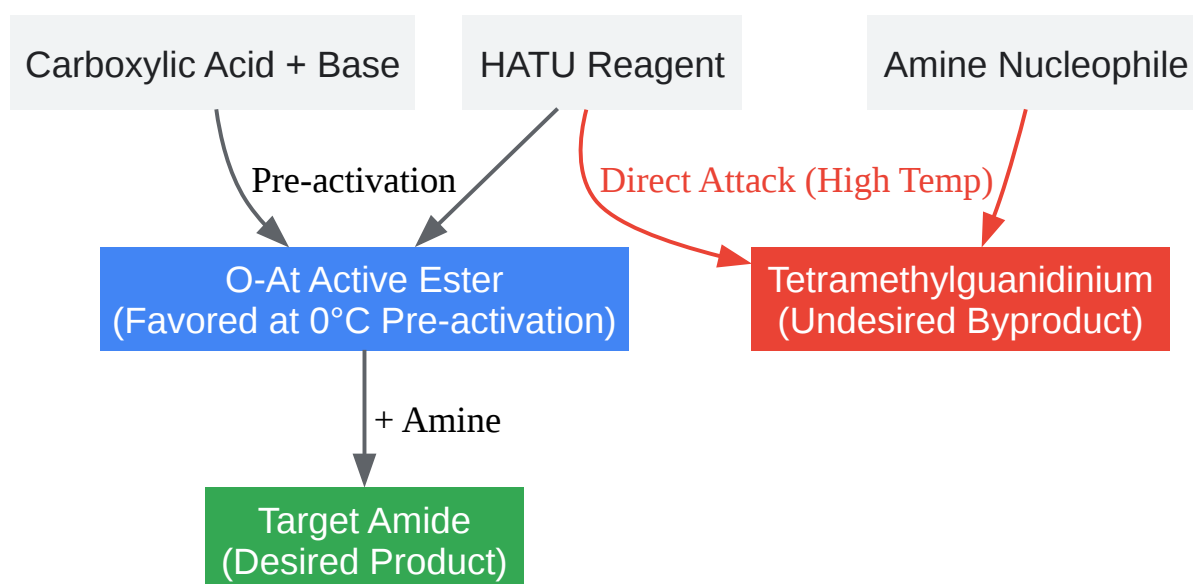 Carboxylic Acid + Base
HATU Reagent
Amine Nucleophile
Pre-activation
Direct Attack (High Temp)
O-At Active Ester
(Favored at 0°C Pre-activation)
Tetramethylguanidinium
(Undesired Byproduct)
+ Amine
Target Amide
(Desired Product)